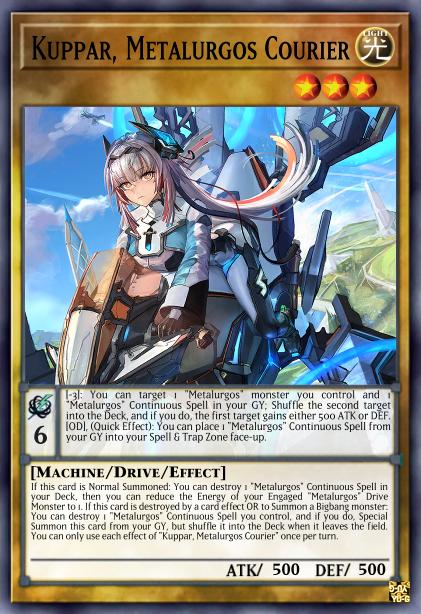 Kuppar, Metalurgos Courier
LIGHT
光
[-3]: You can target 1 "Metalurgos" monster you control and 1
"Metalurgos" Continuous Spell in your GY; Shuffle the second target
into the Deck, and if you do, the first target gains either 500 ATK or DEF.
[OD], (Quick Effect): You can place 1 "Metalurgos" Continuous Spell from
your GY into your Spell & Trap Zone face-up.
6
[Machine/Drive/Effect]
If this card is Normal Summoned: You can destroy 1 "Metalurgos" Continuous Spell in
your Deck, then you can reduce the Energy of your Engaged "Metalurgos" Drive
Monster to 1. If this card is destroyed by a card effect OR to Summon a Bigbang monster:
You can destroy 1 "Metalurgos" Continuous Spell you control, and if you do, Special
Summon this card from your GY, but shuffle it into the Deck when it leaves the field.
You can only use each effect of "Kuppar, Metalurgos Courier" once per turn.
ATK/ 500 DEF/ 500